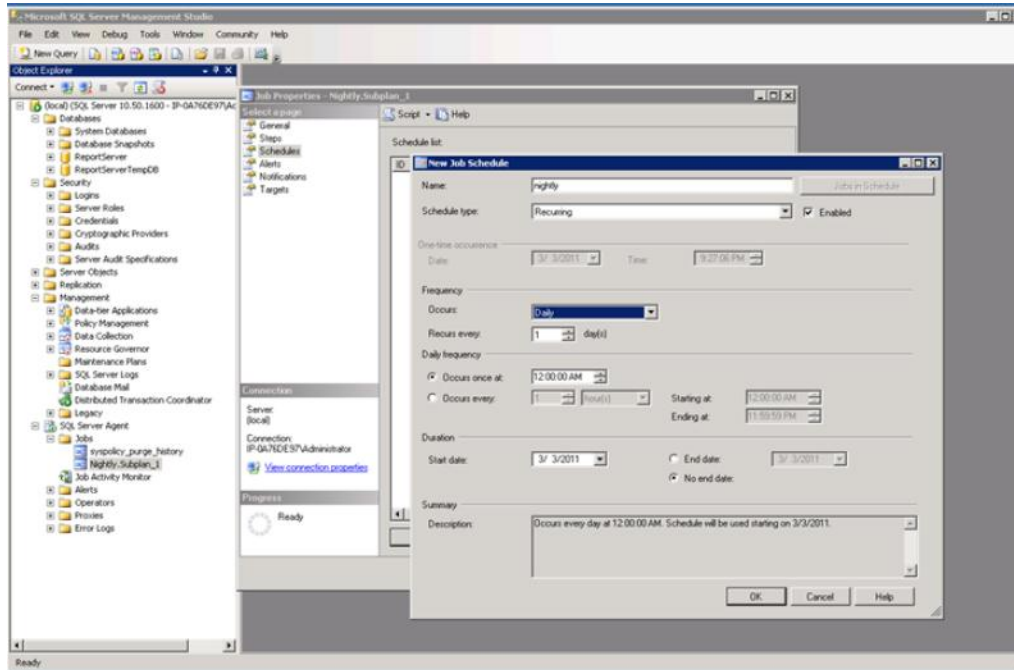 Microsoft SQL Server Management Studio
File Edit View Debug Tools Window Community Help
New Query
Object Explorer
Connect
(local) (SQL Server 10.50.1600 - IP-0A76DE97\Ac
Databases
System Databases
Database Snapshots
ReportServer
ReportServerTempDB
Security
Logins
Server Roles
Credentials
Cryptographic Providers
Audits
Server Audit Specifications
Server Objects
Replication
Management
Data-tier Applications
Policy Management
Data Collection
Resource Governor
Maintenance Plans
SQL Server Logs
Database Mail
Distributed Transaction Coordinator
Legacy
SQL Server Agent
Jobs
syspolicy_purge_history
Nightly.Subplan_1
Job Activity Monitor
Alerts
Operators
Proxies
Error Logs
Ready
Job Properties - Nightly.Subplan_1
Select a page
General
Steps
Schedules
Alerts
Notifications
Targets
Script Help
Schedule list:
ID
Connection
Server:
(local)
Connection:
IP-0A76DE97\Administrator
View connection properties
Progress
Ready
New Job Schedule
Name: nightly Jobs in Schedule
Schedule type: Recurring Enabled
One-time occurrence
Date: 3/ 3/2011 Time: 9:27:06 PM
Frequency
Occurs: Daily
Recurs every: 1 day(s)
Daily frequency
Occurs once at: 12:00:00 AM
Occurs every: 1 hour(s) Starting at: 12:00:00 AM
Ending at: 11:59:59 PM
Duration
Start date: 3/ 3/2011 End date: 3/ 3/2011
No end date:
Summary
Description: Occurs every day at 12:00:00 AM. Schedule will be used starting on 3/3/2011.
OK Cancel Help